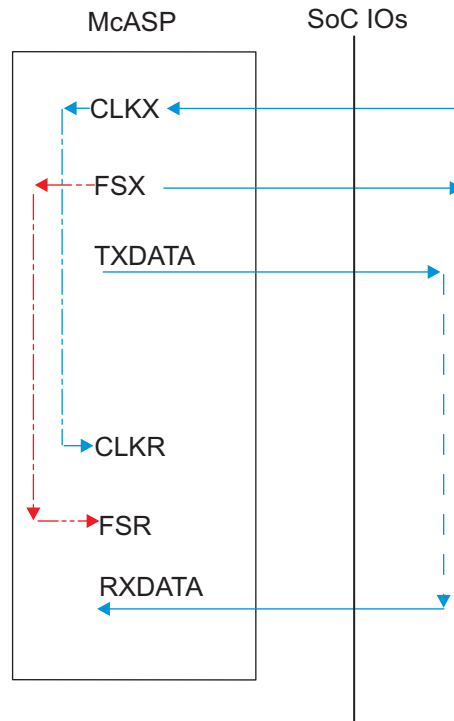 McASP
SoC IOs
CLKX
FSX
TXDATA
CLKR
FSR
RXDATA